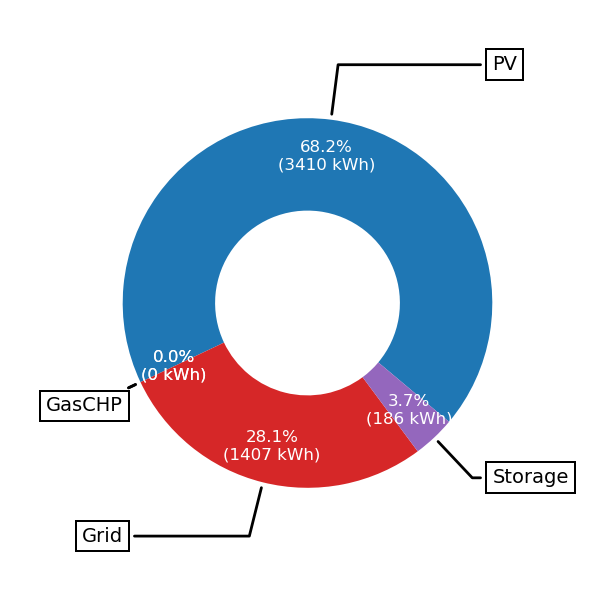 PV
68.2%
(3410 kWh)
0.0%
(0 kWh)
GasCHP
3.7%
(186 kWh)
28.1%
(1407 kWh)
Storage
Grid